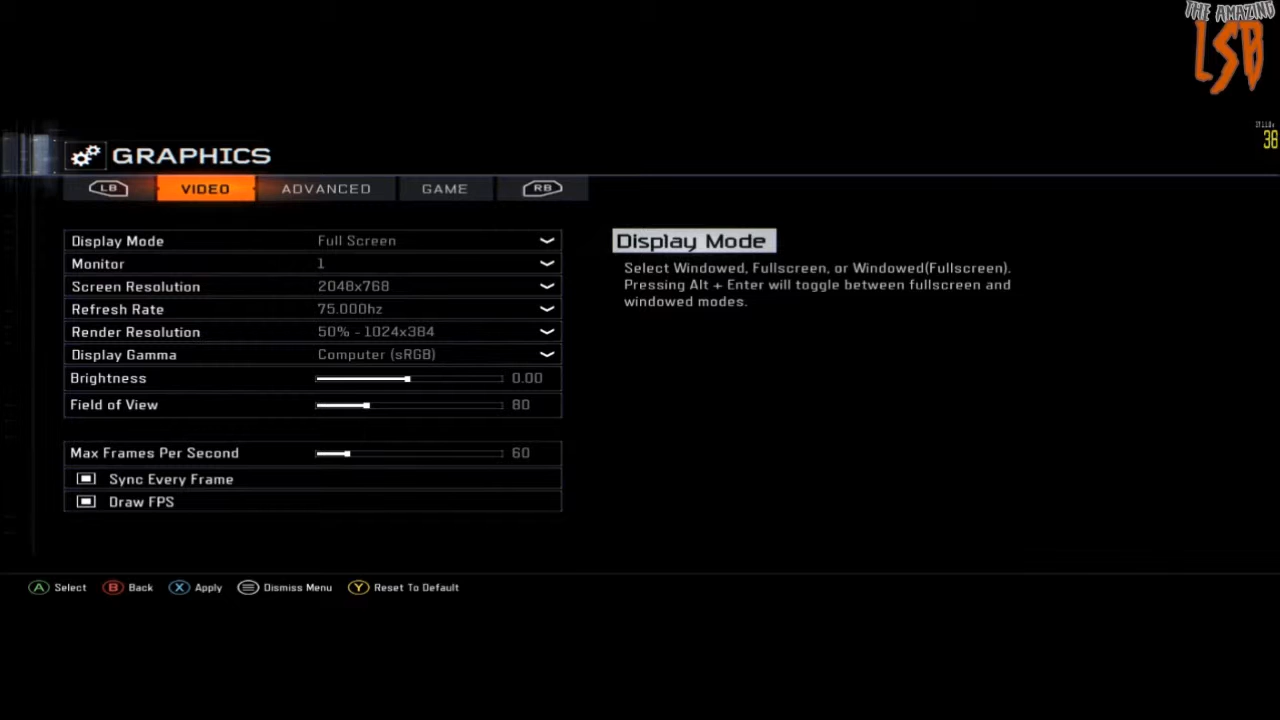 THE AMAZING
LSB
38
GRAPHICS
LB VIDEO ADVANCED GAME RB
Display Mode Full Screen
Monitor 1
Screen Resolution 2048x768
Refresh Rate 75.000hz
Render Resolution 50% - 1024x384
Display Gamma Computer (sRGB)
Brightness 0.00
Field of View 80
Max Frames Per Second 60
Sync Every Frame
Draw FPS
Display Mode
Select Windowed, Fullscreen, or Windowed(Fullscreen).
Pressing Alt + Enter will toggle between fullscreen and
windowed modes.
A Select B Back X Apply Dismiss Menu Y Reset To Default